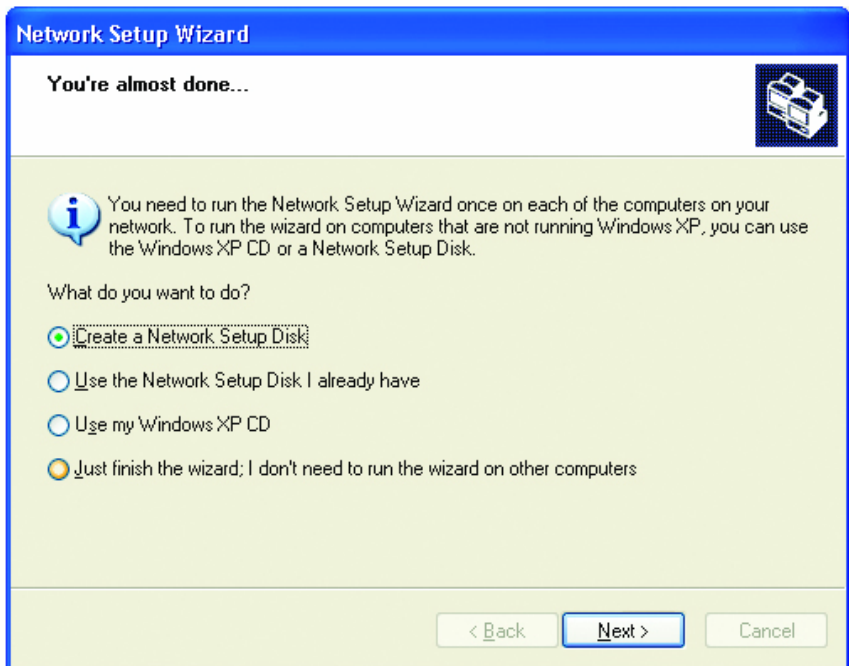 Network Setup Wizard
You're almost done...
You need to run the Network Setup Wizard once on each of the computers on your
network. To run the wizard on computers that are not running Windows XP, you can use
the Windows XP CD or a Network Setup Disk.
What do you want to do?
Create a Network Setup Disk
Use the Network Setup Disk I already have
Use my Windows XP CD
Just finish the wizard; I don't need to run the wizard on other computers
< Back
Next >
Cancel